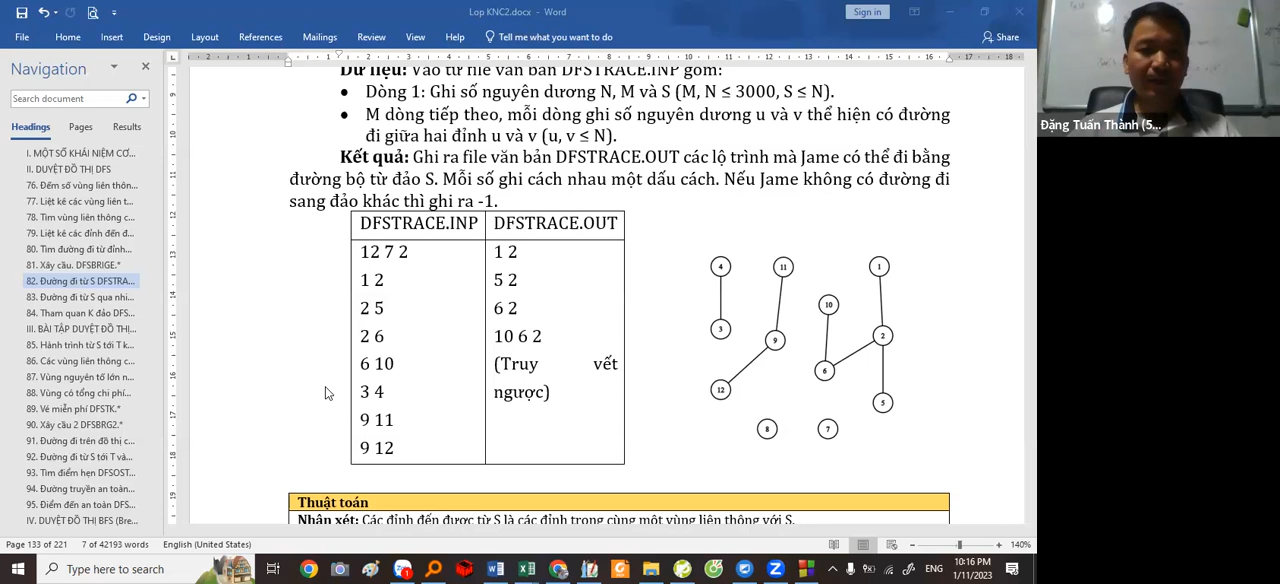 Lop KNC2.docx - Word
Sign in
File Home Insert Design Layout References Mailings Review View Help Tell me what you want to do Share
Navigation
Search document
Headings Pages Results
I. MỘT SỐ KHÁI NIỆM CƠ...
II. DUYỆT ĐỒ THỊ DFS
76. Đếm số vùng liên thôn...
77. Liệt kê các vùng liên t...
78. Tìm vùng liên thông c...
79. Liệt kê các đỉnh đến đ...
80. Tìm đường đi từ đỉnh...
81. Xây cầu. DFSBRIGE.*
82. Đường đi từ S DFSTRA...
83. Đường đi từ S qua nhi...
84. Tham quan K đảo DFS...
III. BÀI TẬP DUYỆT ĐỒ THỊ...
85. Hành trình từ S tới T k...
86. Các vùng liên thông c...
87. Vùng nguyên tố lớn n...
88. Vùng có tổng chi phí...
89. Vé miễn phí DFSTK.*
90. Xây cầu 2 DFSBRG2.*
91. Đường đi trên đồ thị c...
92. Đường đi từ S tới T và...
93. Tìm điểm hẹn DFSOST...
94. Đường truyền an toàn...
95. Điểm đến an toàn DFS...
IV. DUYỆT ĐỒ THỊ BFS (Bre...
Dữ liệu: Vào từ file văn bản DFSTRACE.INP gồm:
• Dòng 1: Ghi số nguyên dương N, M và S (M, N ≤ 3000, S ≤ N).
• M dòng tiếp theo, mỗi dòng ghi số nguyên dương u và v thể hiện có đường
đi giữa hai đỉnh u và v (u, v ≤ N).
Kết quả: Ghi ra file văn bản DFSTRACE.OUT các lộ trình mà Jame có thể đi bằng
đường bộ từ đảo S. Mỗi số ghi cách nhau một dấu cách. Nếu Jame không có đường đi
sang đảo khác thì ghi ra -1.
DFSTRACE.INP DFSTRACE.OUT
12 7 2 1 2
1 2 5 2
2 5 6 2
2 6 10 6 2
6 10 (Truy vết
3 4 ngược)
9 11
9 12
4 11 1
10
3 9 2
6
12 5
8 7
Thuật toán
Nhận xét: Các đỉnh đến được từ S là các đỉnh trong cùng một vùng liên thông với S.
Đặng Tuấn Thành (5...
Page 133 of 221 7 of 42193 words English (United States) 140%
Type here to search
ENG
10:16 PM
1/11/2023